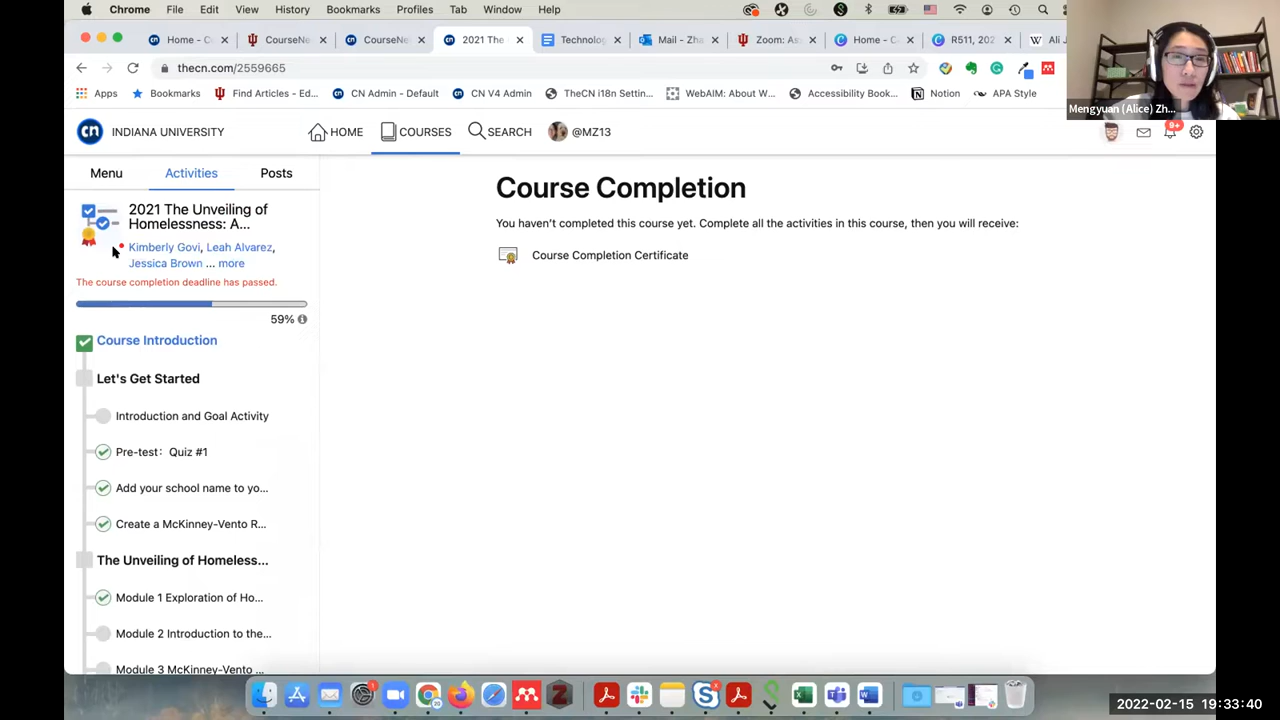 Chrome File Edit View History Bookmarks Profiles Tab Window Help
Home - C
CourseNe
CourseNe
2021 The
Technolog
Mail - Zha
Zoom: As
Home - Ca
R511, 202
Ali J
thecn.com/2559665
Apps
Bookmarks
Find Articles - Ed...
CN Admin - Default
CN V4 Admin
TheCN i18n Settin...
WebAIM: About W...
Accessibility Book...
Notion
APA Style
Mengyuan (Alice) Zh...
cn
INDIANA UNIVERSITY
HOME
COURSES
SEARCH
@MZ13
9+
Menu
Activities
Posts
2021 The Unveiling of
Homelessness: A...
Kimberly Govi, Leah Alvarez,
Jessica Brown ... more
The course completion deadline has passed.
59%
Course Introduction
Let's Get Started
Introduction and Goal Activity
Pre-test: Quiz #1
Add your school name to yo...
Create a McKinney-Vento R...
The Unveiling of Homeless...
Module 1 Exploration of Ho...
Module 2 Introduction to the...
Module 3 McKinney-Vento ...
Course Completion
You haven't completed this course yet. Complete all the activities in this course, then you will receive:
Course Completion Certificate
2022-02-15 19:33:40